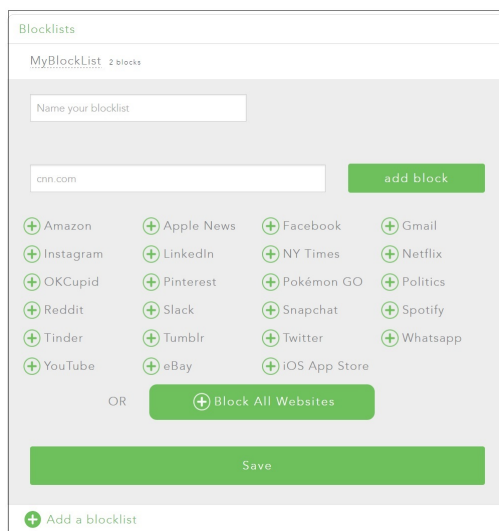 Blocklists
MyBlockList 2 blocks
Name your blocklist
cnn.com add block
Amazon Apple News Facebook Gmail
Instagram LinkedIn NY Times Netflix
OKCupid Pinterest Pokémon GO Politics
Reddit Slack Snapchat Spotify
Tinder Tumblr Twitter Whatsapp
YouTube eBay iOS App Store
OR Block All Websites
Save
Add a blocklist